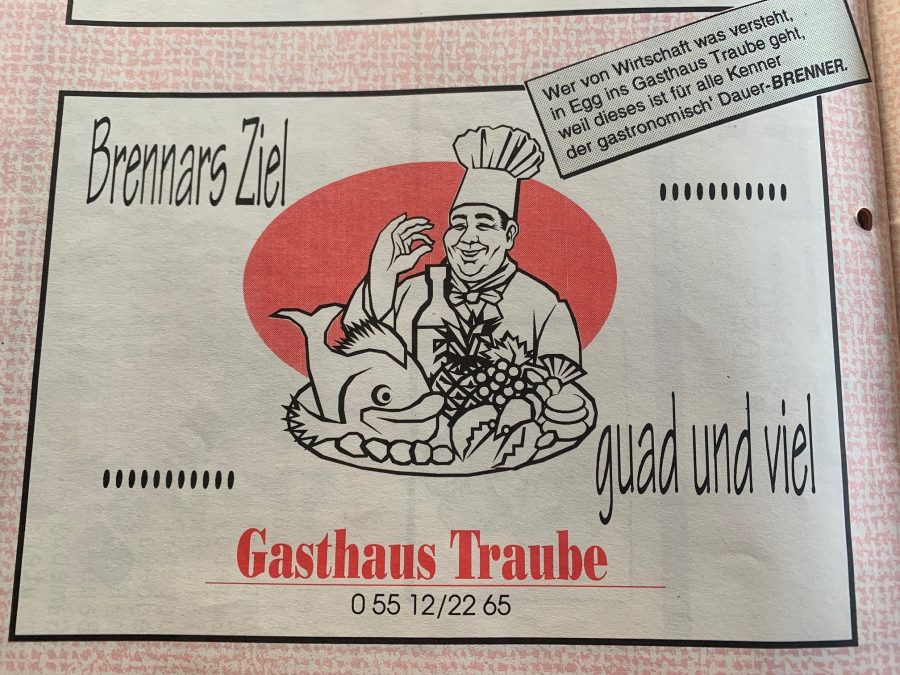 Wer von Wirtschaft was versteht,
in Egg ins Gasthaus Traube geht,
weil dieses ist für alle Kenner
der gastronomisch' Dauer-BRENNER.
Brennars Ziel
...........
...........
guad und viel
Gasthaus Traube
0 55 12/22 65